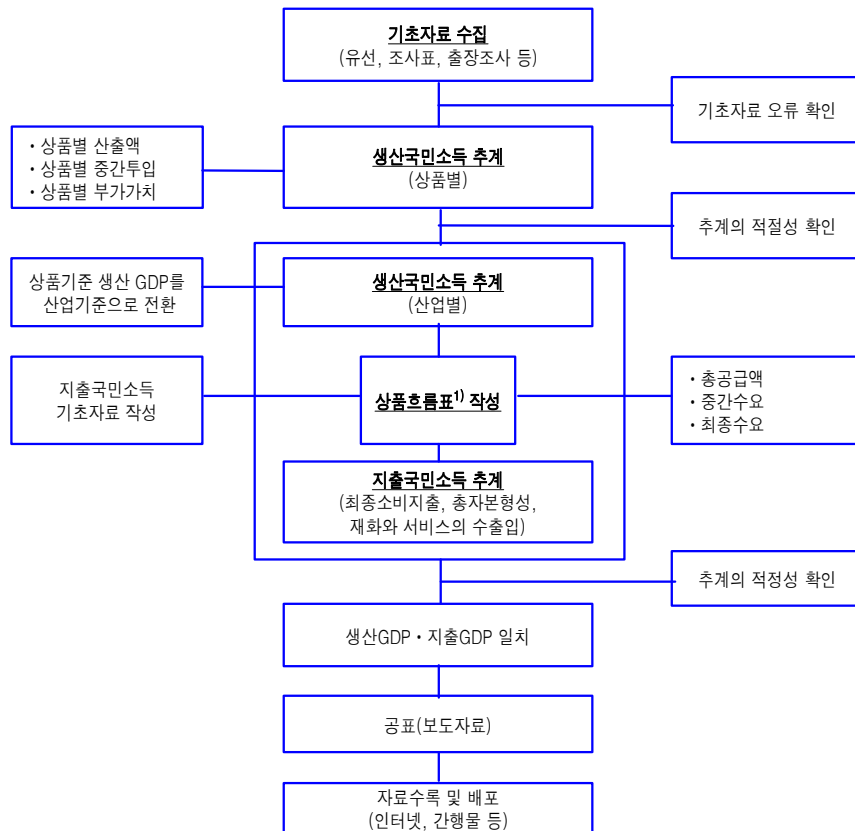 기초자료 수집
(유선, 조사표, 출장조사 등)
기초자료 오류 확인
• 상품별 산출액
• 상품별 중간투입
• 상품별 부가가치
생산국민소득 추계
(상품별)
추계의 적절성 확인
상품기준 생산 GDP를
산업기준으로 전환
생산국민소득 추계
(산업별)
지출국민소득
기초자료 작성
상품흐름표1) 작성
• 총공급액
• 중간수요
• 최종수요
지출국민소득 추계
(최종소비지출, 총자본형성,
재화와 서비스의 수출입)
추계의 적정성 확인
생산GDP・지출GDP 일치
공표(보도자료)
자료수록 및 배포
(인터넷, 간행물 등)